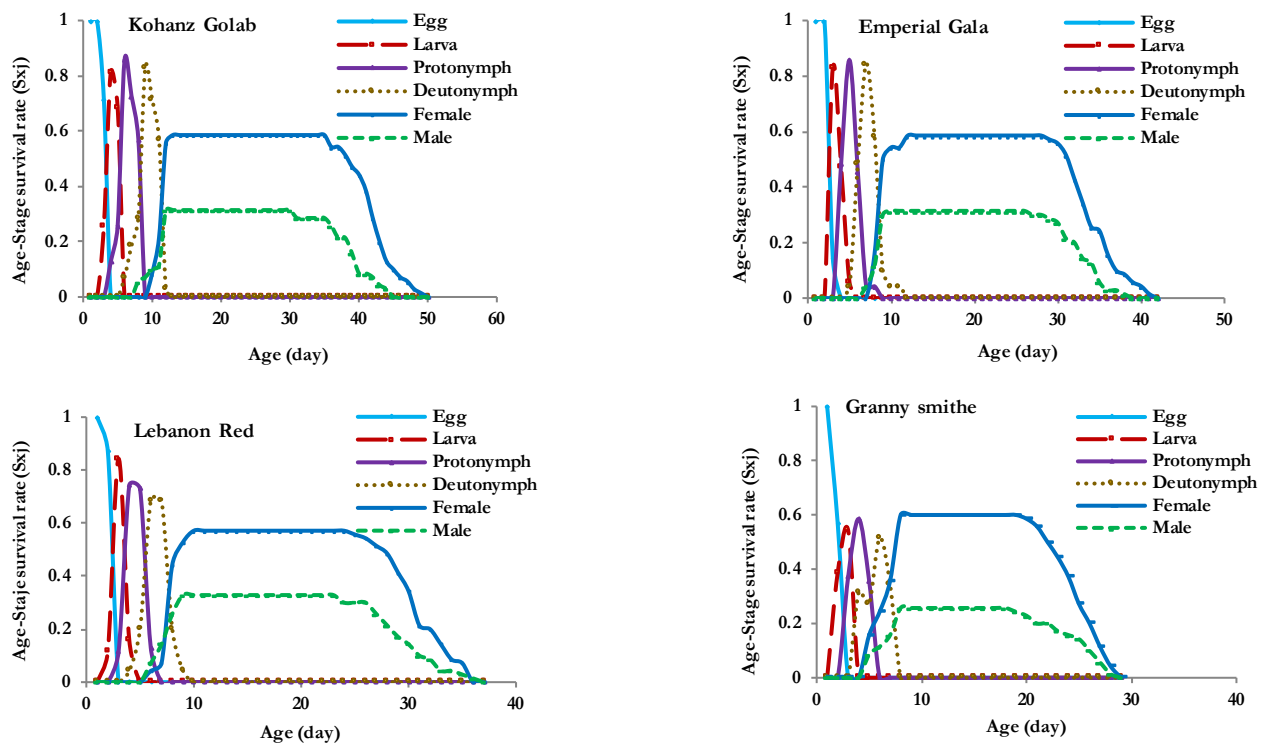 Kohanz Golab
Egg
Larva
Protonymph
Deutonymph
Female
Male
Age-Stage survival rate (Sxj)
1
0.8
0.6
0.4
0.2
0
0 10 20 30 40 50 60
Age (day)
Emperial Gala
Egg
Larva
Protonymph
Deutonymph
Female
Male
Age-Stage survival rate (Sxj)
1
0.8
0.6
0.4
0.2
0
0 10 20 30 40 50
Age (day)
Lebanon Red
Egg
Larva
Protonymph
Deutonymph
Female
Male
Age-Staje survival rate (Sxj)
1
0.8
0.6
0.4
0.2
0
0 10 20 30 40
Age (day)
Granny smithe
Egg
Larva
Protonymph
Deutonymph
Female
Male
Age-Stage survival rate (Sxj)
1
0.8
0.6
0.4
0.2
0
0 10 20 30 40
Age (day)